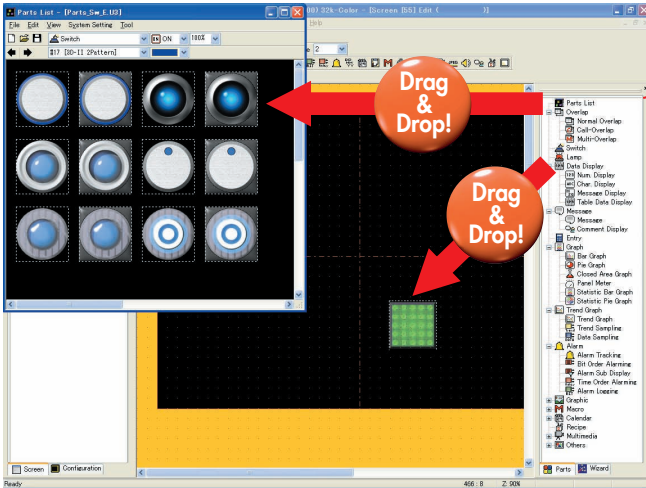 Parts List - [Parts_Sw_E.U3]
File Edit View System Setting Tool
Switch ON 100%
#17 [3D-II 2Pattern]
00) 32k-Color - [Screen [55] Edit ( )]
Help
2
Drag
&
Drop!
Drag
&
Drop!
Parts List
Overlap
Normal Overlap
Call-Overlap
Multi-Overlap
Switch
Lamp
Data Display
Num. Display
Char. Display
Message Display
Table Data Display
Message
Message
Comment Display
Entry
Graph
Bar Graph
Pie Graph
Closed Area Graph
Panel Meter
Statistic Bar Graph
Statistic Pie Graph
Trend Graph
Trend Graph
Trend Sampling
Data Sampling
Alarm
Alarm Tracking
Bit Order Alarming
Alarm Sub Display
Time Order Alarming
Alarm Logging
Graphic
Macro
Calendar
Recipe
Multimedia
Others
Screen Configuration
Parts Wizard
Ready 466 : 8 Z: 90%